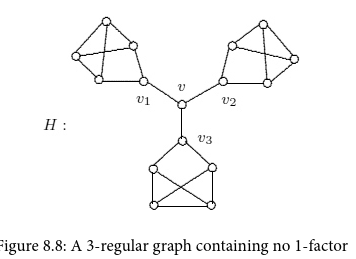 v
v1
v2
H :
v3
Figure 8.8: A 3-regular graph containing no 1-factor